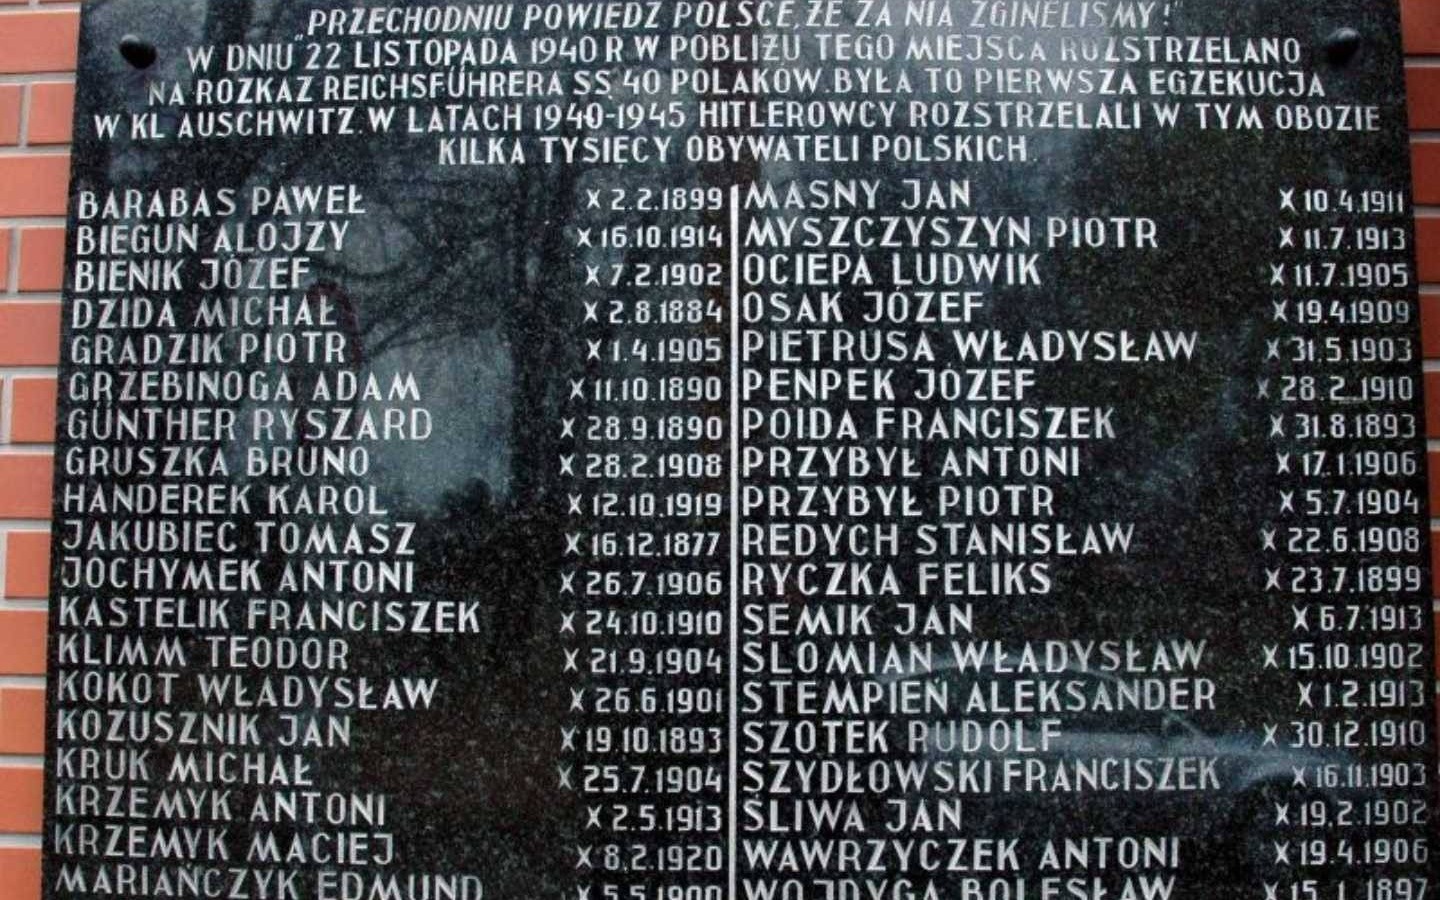 „PRZECHODNIU POWIEDZ POLSCE, ŻE ZA NIĄ ZGINĘLIŚMY!"
W DNIU 22 LISTOPADA 1940 R W POBLIŻU TEGO MIEJSCA ROZSTRZELANO
NA ROZKAZ REICHSFÜHRERA SS 40 POLAKÓW. BYŁA TO PIERWSZA EGZEKUCJA
W KL AUSCHWITZ. W LATACH 1940-1945 HITLEROWCY ROZSTRZELALI W TYM OBOZIE
KILKA TYSIĘCY OBYWATELI POLSKICH.
BARABAS PAWEŁ X 2.2.1899
BIEGUN ALOJZY X 16.10.1914
BIENIK JÓZEF X 7.2.1902
DZIDA MICHAŁ X 2.8.1884
GRADZIK PIOTR X 1.4.1905
GRZEBINOGA ADAM X 11.10.1890
GÜNTHER RYSZARD X 28.9.1890
GRUSZKA BRUNO X 28.2.1908
HANDEREK KAROL X 12.10.1919
JAKUBIEC TOMASZ X 16.12.1877
JOCHYMEK ANTONI X 26.7.1906
KASTELIK FRANCISZEK X 24.10.1910
KLIMM TEODOR X 21.9.1904
KOKOT WŁADYSŁAW X 26.6.1901
KOZUSZNIK JAN X 19.10.1893
KRUK MICHAŁ X 25.7.1904
KRZEMYK ANTONI X 2.5.1913
KRZEMYK MACIEJ X 8.2.1920
MARIAŃCZYK EDMUND X 5.5.1900
MASNY JAN X 10.4.1911
MYSZCZYSZYN PIOTR X 11.7.1913
OCIEPA LUDWIK X 11.7.1905
OSAK JÓZEF X 19.4.1909
PIETRUSA WŁADYSŁAW X 31.5.1903
PENPEK JÓZEF X 28.2.1910
POIDA FRANCISZEK X 31.8.1893
PRZYBYŁ ANTONI X 17.1.1906
PRZYBYŁ PIOTR X 5.7.1904
REDYCH STANISŁAW X 22.6.1908
RYCZKA FELIKS X 23.7.1899
SEMIK JAN X 6.7.1913
SLOMIAN WŁADYSŁAW X 15.10.1902
STEMPIEŃ ALEKSANDER X 1.2.1913
SZOTEK RUDOLF X 30.12.1910
SZYDŁOWSKI FRANCISZEK X 16.11.1903
ŚLIWA JAN X 19.2.1902
WAWRZYCZEK ANTONI X 19.4.1906
WOJDYGA BOLESŁAW X 15.1.1897